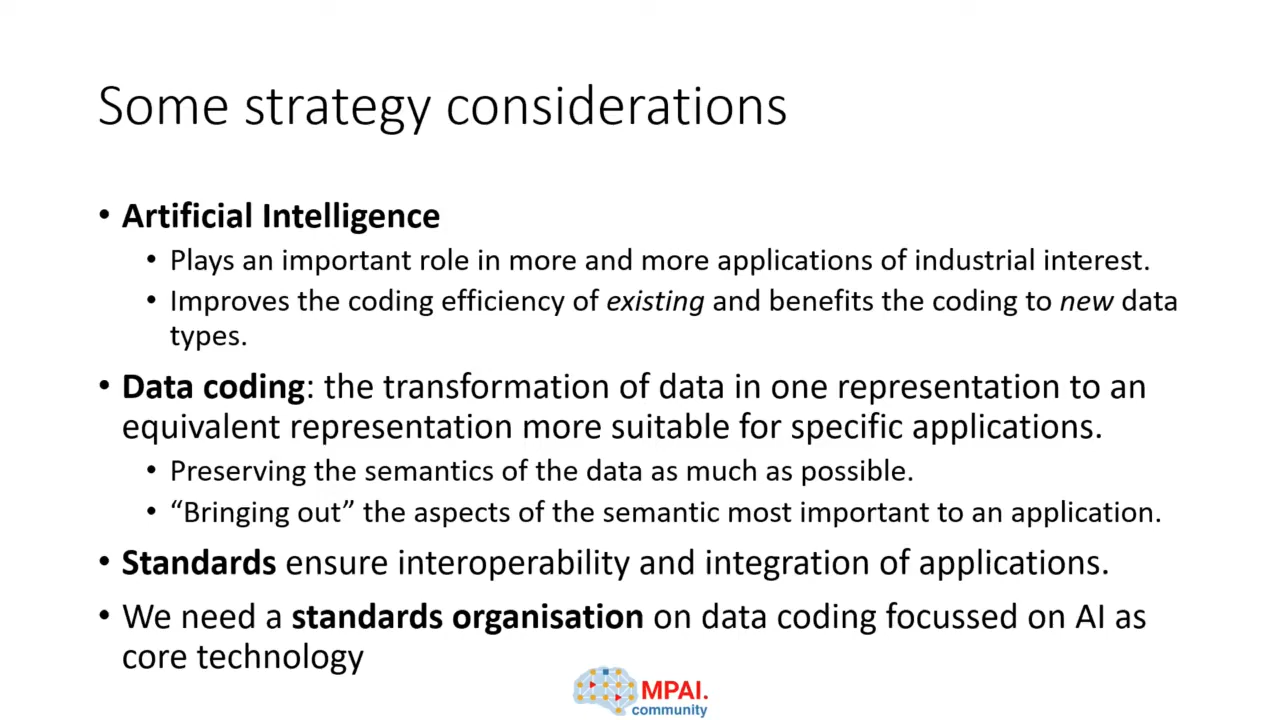 Some strategy considerations
• Artificial Intelligence
• Plays an important role in more and more applications of industrial interest.
• Improves the coding efficiency of existing and benefits the coding to new data
types.
• Data coding: the transformation of data in one representation to an
equivalent representation more suitable for specific applications.
• Preserving the semantics of the data as much as possible.
• “Bringing out” the aspects of the semantic most important to an application.
• Standards ensure interoperability and integration of applications.
• We need a standards organisation on data coding focussed on AI as
core technology
MPAI.
community